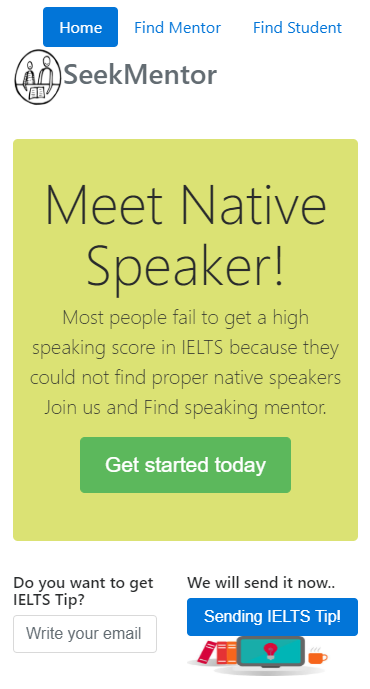 Home Find Mentor Find Student
SeekMentor
Meet Native
Speaker!
Most people fail to get a high
speaking score in IELTS because they
could not find proper native speakers
Join us and Find speaking mentor.
Get started today
Do you want to get
IELTS Tip?
Write your email
We will send it now..
Sending IELTS Tip!